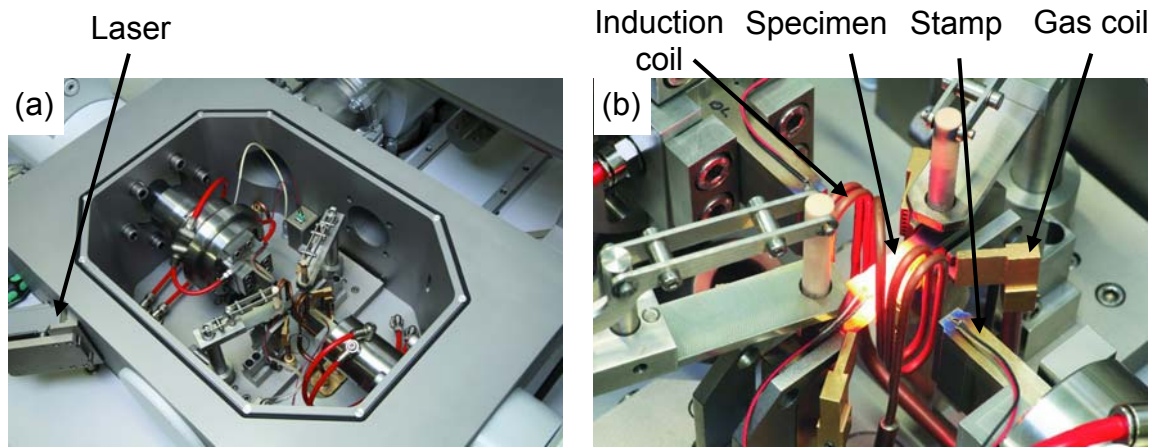 Laser
Induction
coil
Specimen
Stamp
Gas coil
(a)
(b)